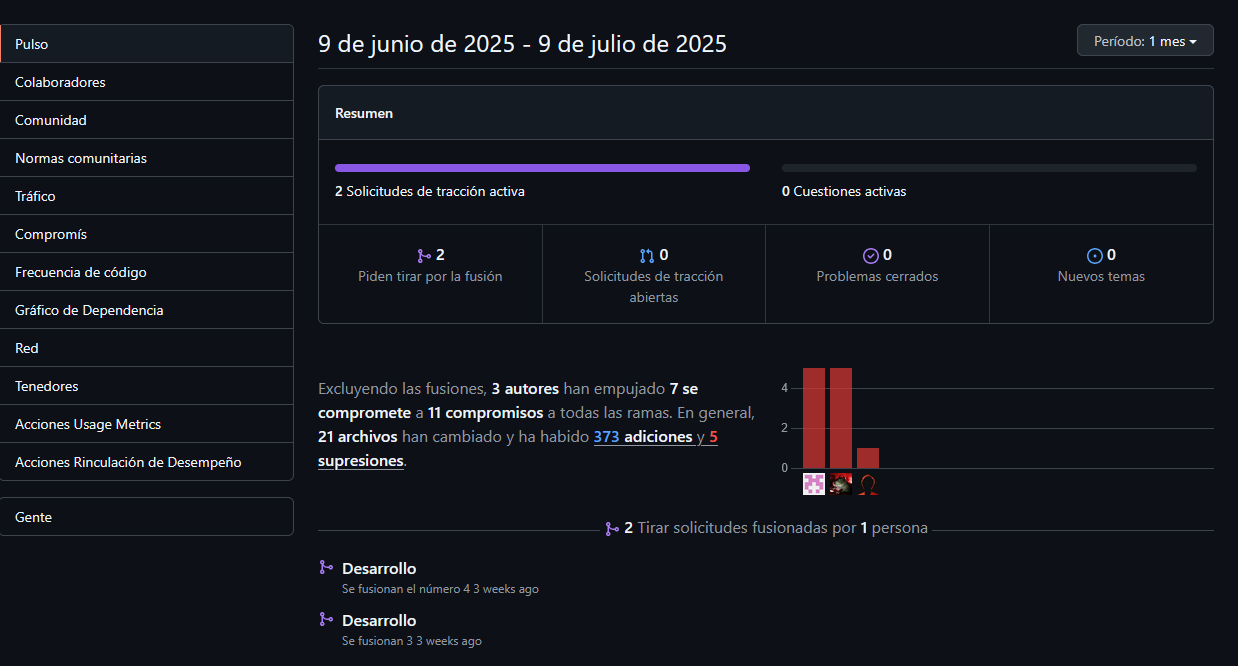 Pulso
Colaboradores
Comunidad
Normas comunitarias
Tráfico
Compromís
Frecuencia de código
Gráfico de Dependencia
Red
Tenedores
Acciones Usage Metrics
Acciones Rinculación de Desempeño
Gente
9 de junio de 2025 - 9 de julio de 2025
Período: 1 mes
Resumen
2 Solicitudes de tracción activa
0 Cuestiones activas
2
Piden tirar por la fusión
0
Solicitudes de tracción
abiertas
0
Problemas cerrados
0
Nuevos temas
Excluyendo las fusiones, 3 autores han empujado 7 se
compromete a 11 compromisos a todas las ramas. En general,
21 archivos han cambiado y ha habido 373 adiciones y 5
supresiones.
4
2
0
2 Tirar solicitudes fusionadas por 1 persona
Desarrollo
Se fusionan el número 4 3 weeks ago
Desarrollo
Se fusionan 3 3 weeks ago